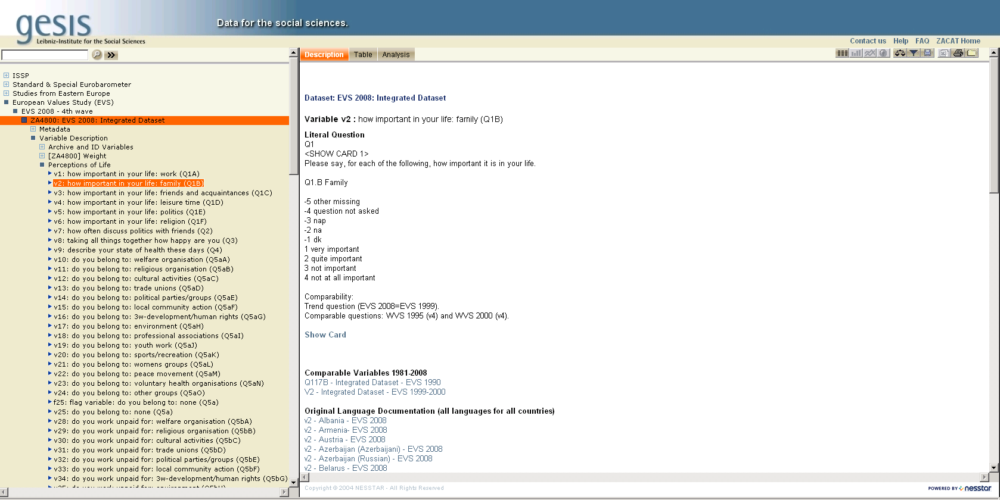 gesis
Leibniz-Institute for the Social Sciences
Data for the social sciences.
Contact us Help FAQ ZACAT Home
ISSP
Standard & Special Eurobarometer
Studies from Eastern Europe
European Values Study (EVS)
EVS 2008 - 4th wave
ZA4800: EVS 2008: Integrated Dataset
Metadata
Variable Description
Archive and ID Variables
[ZA4800] Weight
Perceptions of Life
v1: how important in your life: work (Q1A)
v2: how important in your life: family (Q1B)
v3: how important in your life: friends and acquaintances (Q1C)
v4: how important in your life: leisure time (Q1D)
v5: how important in your life: politics (Q1E)
v6: how important in your life: religion (Q1F)
v7: how often discuss politics with friends (Q2)
v8: taking all things together how happy are you (Q3)
v9: describe your state of health these days (Q4)
v10: do you belong to: welfare organisation (Q5aA)
v11: do you belong to: religious organisation (Q5aB)
v12: do you belong to: cultural activities (Q5aC)
v13: do you belong to: trade unions (Q5aD)
v14: do you belong to: political parties/groups (Q5aE)
v15: do you belong to: local community action (Q5aF)
v16: do you belong to: 3w-development/human rights (Q5aG)
v17: do you belong to: environment (Q5aH)
v18: do you belong to: professional associations (Q5aI)
v19: do you belong to: youth work (Q5aJ)
v20: do you belong to: sports/recreation (Q5aK)
v21: do you belong to: womens groups (Q5aL)
v22: do you belong to: peace movement (Q5aM)
v23: do you belong to: voluntary health organisations (Q5aN)
v24: do you belong to: other groups (Q5aO)
f25: flag variable: do you belong to: none (Q5a)
v25: do you belong to: none (Q5a)
v28: do you work unpaid for: welfare organisation (Q5bA)
v29: do you work unpaid for: religious organisation (Q5bB)
v30: do you work unpaid for: cultural activities (Q5bC)
v31: do you work unpaid for: trade unions (Q5bD)
v32: do you work unpaid for: political parties/groups (Q5bE)
v33: do you work unpaid for: local community action (Q5bF)
v34: do you work unpaid for: 3w-development/human rights (Q5bG)
Description Table Analysis
Dataset: EVS 2008: Integrated Dataset
Variable v2 : how important in your life: family (Q1B)
Literal Question
Q1
<SHOW CARD 1>
Please say, for each of the following, how important it is in your life.
Q1.B Family
-5 other missing
-4 question not asked
-3 nap
-2 na
-1 dk
1 very important
2 quite important
3 not important
4 not at all important
Comparability:
Trend question (EVS 2008=EVS 1999).
Comparable questions: WVS 1995 (v4) and WVS 2000 (v4).
Show Card
Comparable Variables 1981-2008
Q117B - Integrated Dataset - EVS 1990
V2 - Integrated Dataset - EVS 1999-2000
Original Language Documentation (all languages for all countries)
v2 - Albania - EVS 2008
v2 - Armenia- EVS 2008
v2 - Austria - EVS 2008
v2 - Azerbaijan (Azerbaijani) - EVS 2008
v2 - Azerbaijan (Russian) - EVS 2008
v2 - Belarus - EVS 2008
Copyright © 2004 NESSTAR - All Rights Reserved
POWERED BY nesstar